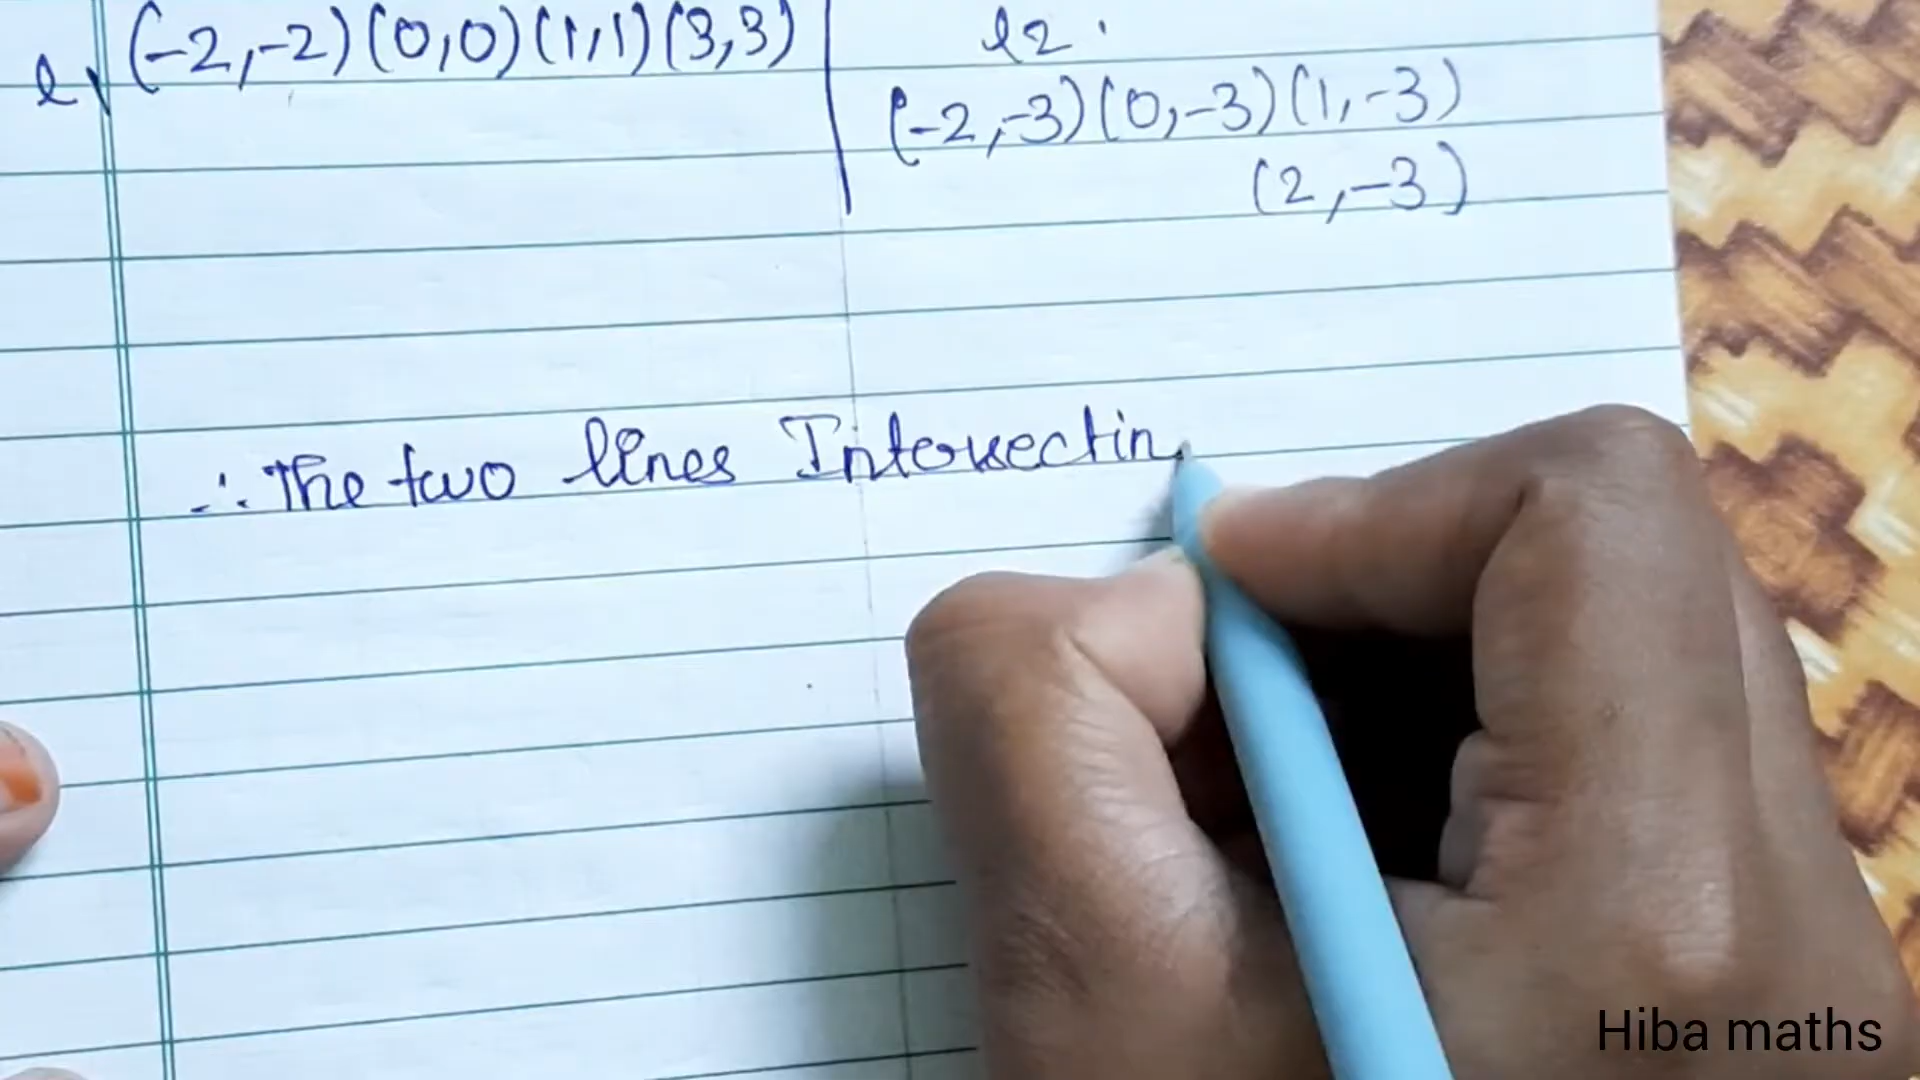 l1 (-2,-2)(0,0)(1,1)(3,3)
l2.
(-2,-3)(0,-3)(1,-3)
(2,-3)
∴ The two lines Intersectin
Hiba maths